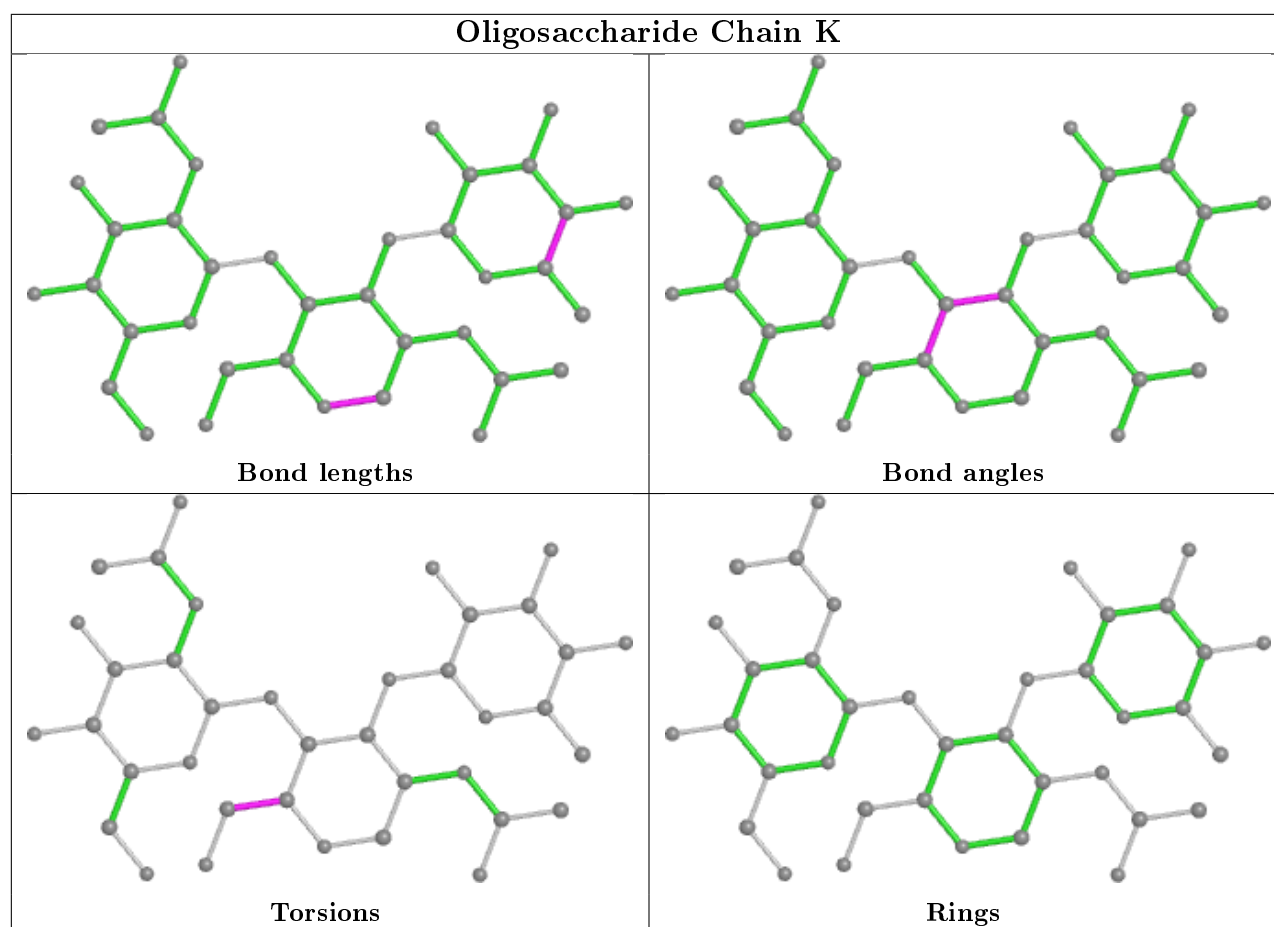 Oligosaccharide Chain K
Bond lengths
Bond angles
Torsions
Rings